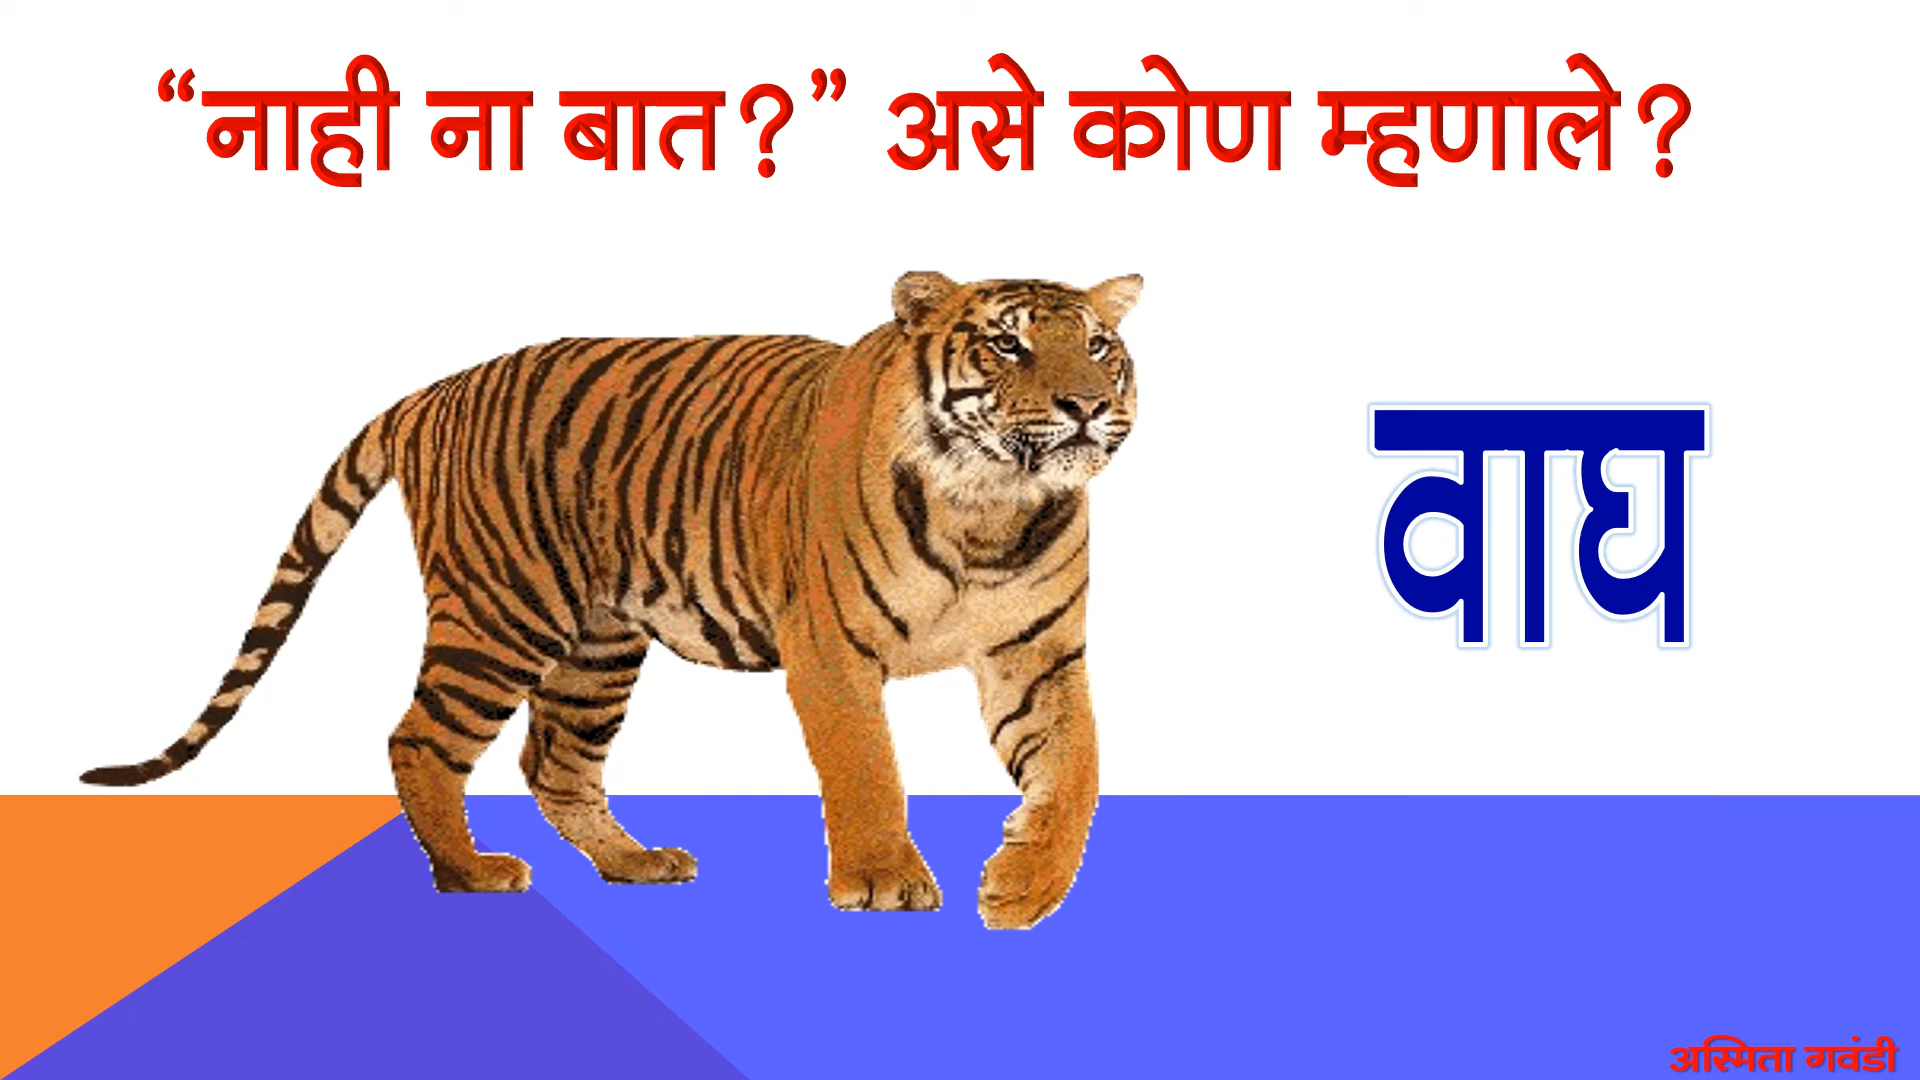 “नाही ना बात?” असे कोण म्हणाले?
वाघ
अस्मिता गवंडी